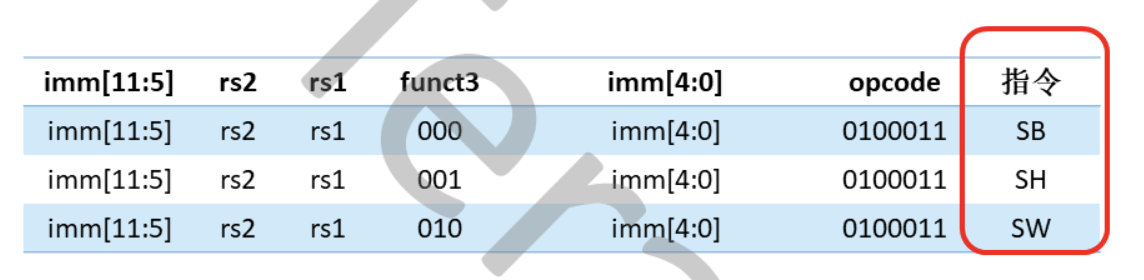 imm[11:5] rs2 rs1 funct3 imm[4:0] opcode 指令
imm[11:5] rs2 rs1 000 imm[4:0] 0100011 SB
imm[11:5] rs2 rs1 001 imm[4:0] 0100011 SH
imm[11:5] rs2 rs1 010 imm[4:0] 0100011 SW